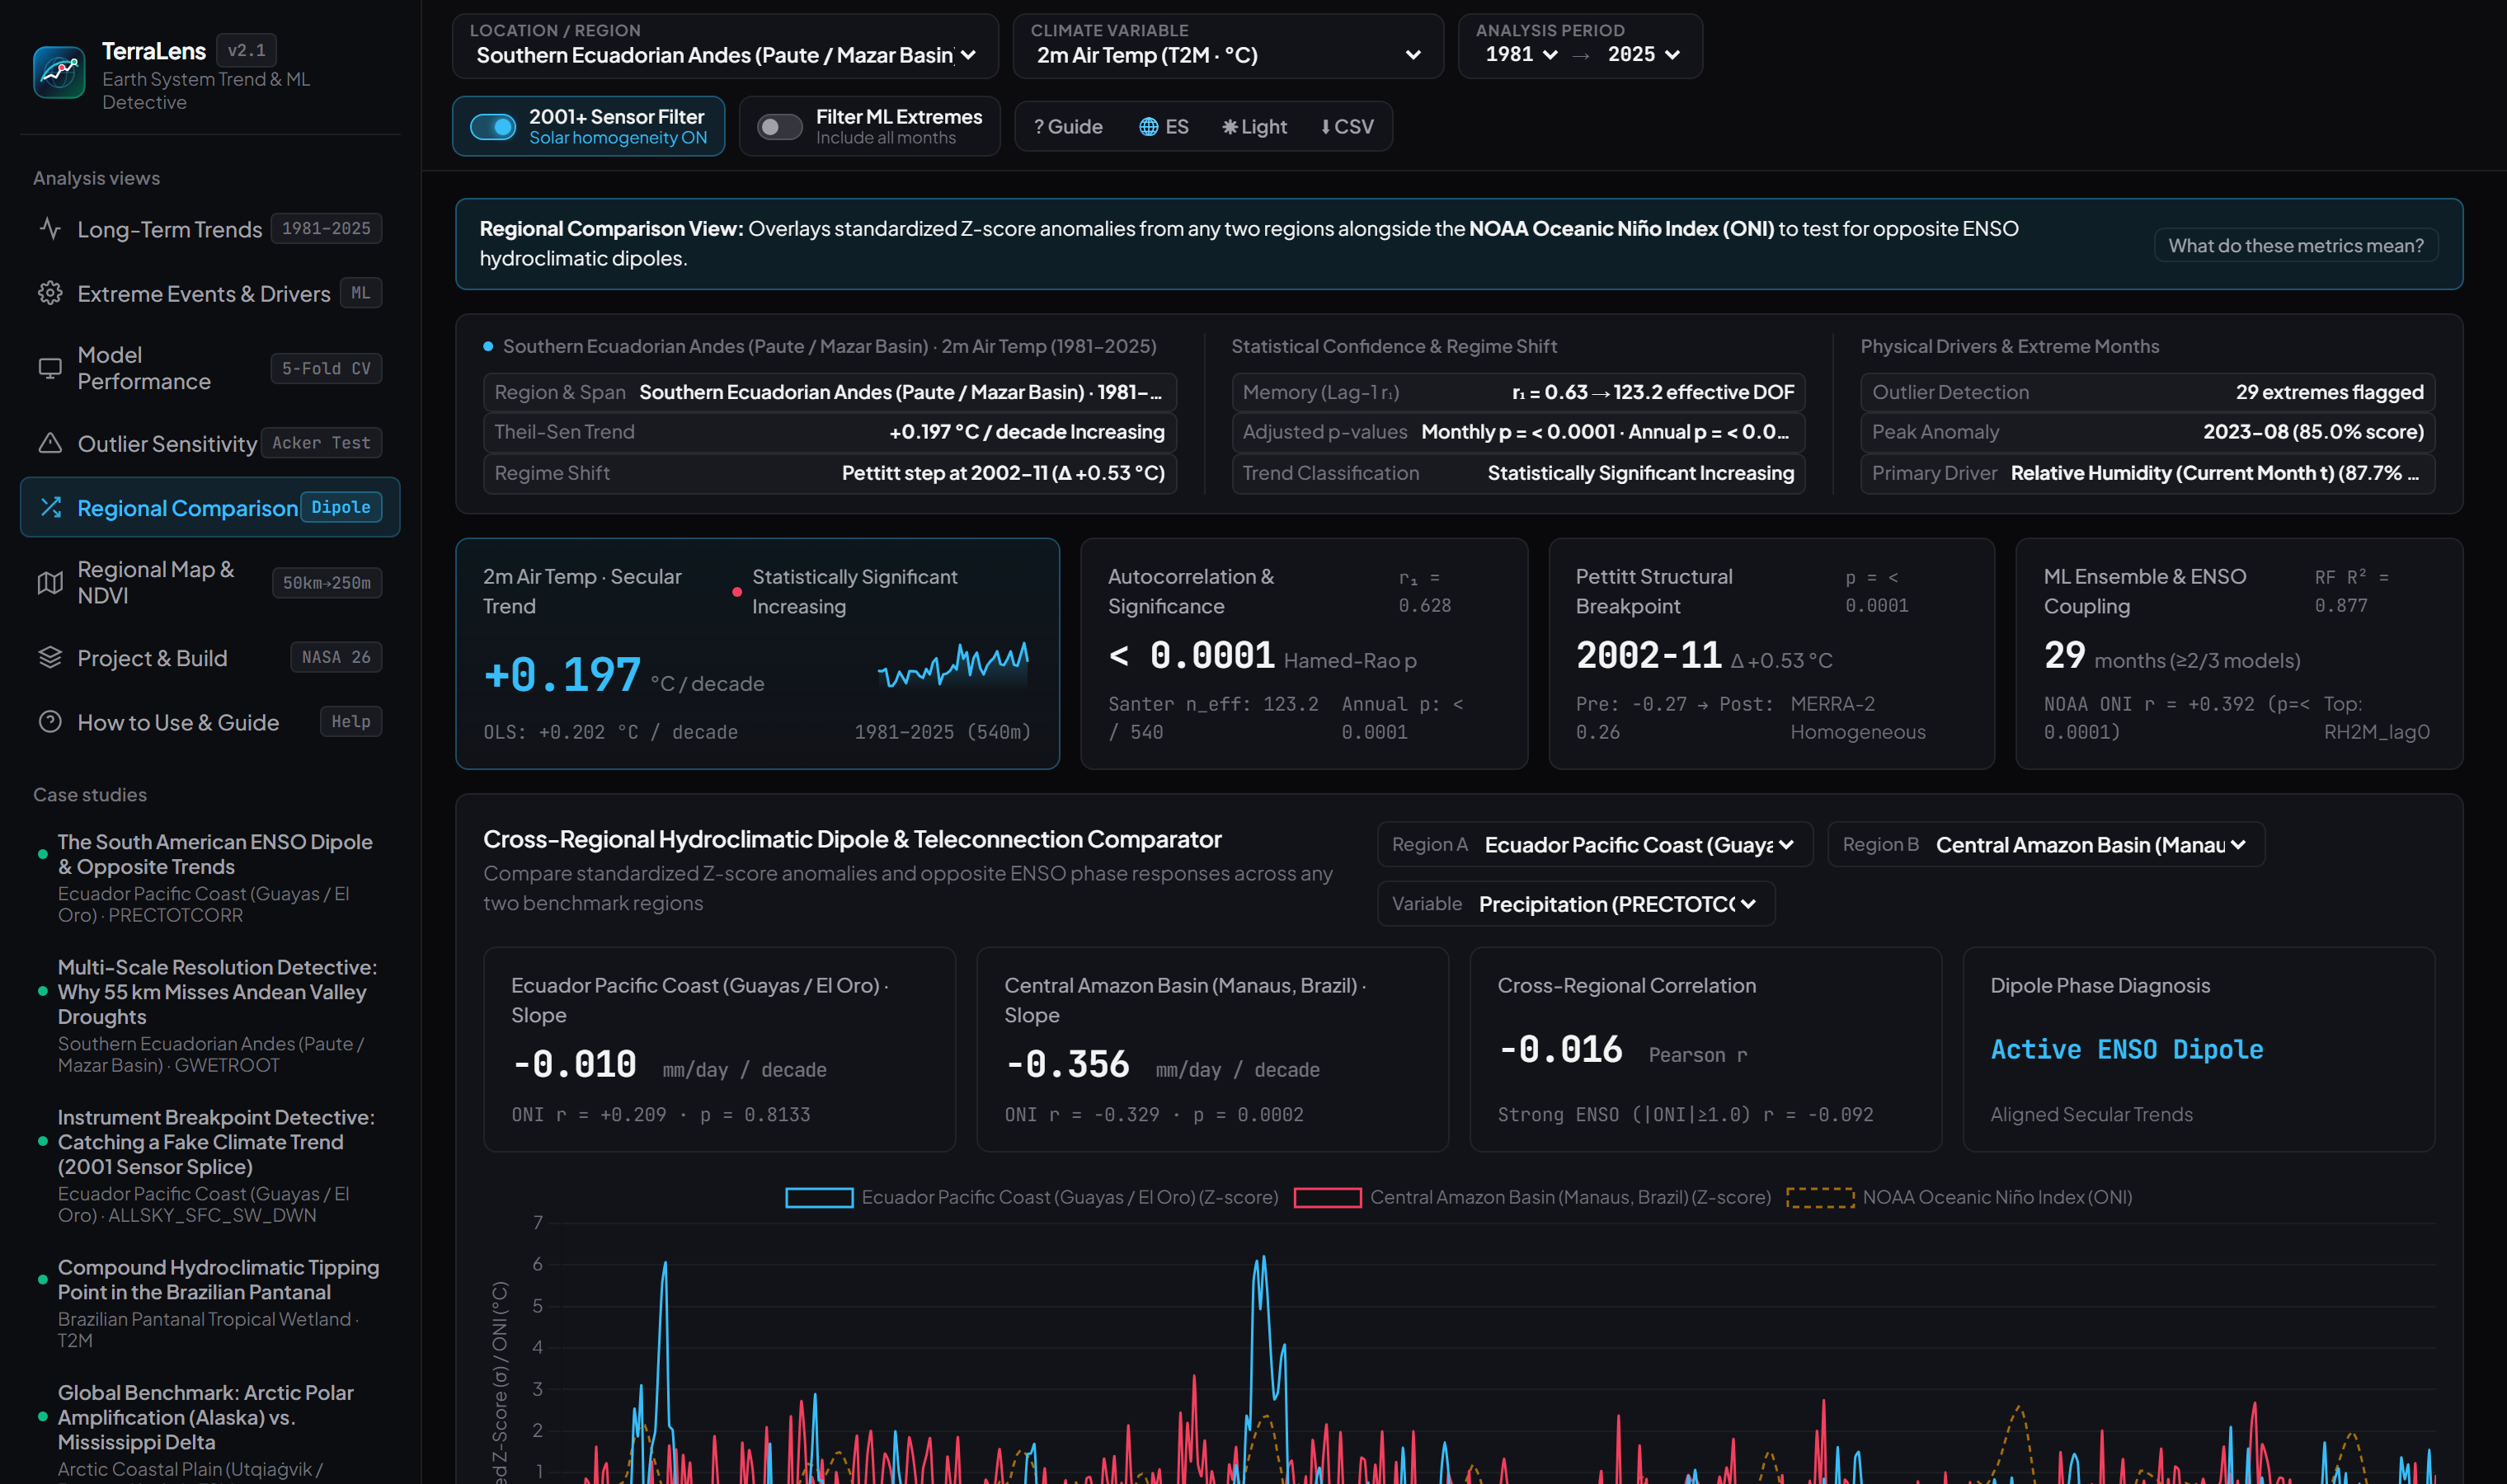 TerraLens v2.1
Earth System Trend & ML
Detective
Analysis views
Long-Term Trends 1981–2025
Extreme Events & Drivers ML
Model
Performance
5-Fold CV
Outlier Sensitivity Acker Test
Regional Comparison Dipole
Regional Map &
NDVI
50km→250m
Project & Build NASA 26
How to Use & Guide Help
Case studies
The South American ENSO Dipole
& Opposite Trends
Ecuador Pacific Coast (Guayas / El
Oro) · PRECTOTCORR
Multi-Scale Resolution Detective:
Why 55 km Misses Andean Valley
Droughts
Southern Ecuadorian Andes (Paute /
Mazar Basin) · GWETROOT
Instrument Breakpoint Detective:
Catching a Fake Climate Trend
(2001 Sensor Splice)
Ecuador Pacific Coast (Guayas / El
Oro) · ALLSKY_SFC_SW_DWN
Compound Hydroclimatic Tipping
Point in the Brazilian Pantanal
Brazilian Pantanal Tropical Wetland ·
T2M
Global Benchmark: Arctic Polar
Amplification (Alaska) vs.
Mississippi Delta
Arctic Coastal Plain (Utqiaġvik /
LOCATION / REGION
Southern Ecuadorian Andes (Paute / Mazar Basin)
CLIMATE VARIABLE
2m Air Temp (T2M · °C)
ANALYSIS PERIOD
1981 → 2025
2001+ Sensor Filter
Solar homogeneity ON
Filter ML Extremes
Include all months
? Guide
ES
Light
⬇ CSV
Regional Comparison View: Overlays standardized Z-score anomalies from any two regions alongside the NOAA Oceanic Niño Index (ONI) to test for opposite ENSO
hydroclimatic dipoles.
What do these metrics mean?
Southern Ecuadorian Andes (Paute / Mazar Basin) · 2m Air Temp (1981–2025)
Region & Span Southern Ecuadorian Andes (Paute / Mazar Basin) · 1981–…
Theil-Sen Trend +0.197 °C / decade Increasing
Regime Shift Pettitt step at 2002-11 (Δ +0.53 °C)
Statistical Confidence & Regime Shift
Memory (Lag-1 r₁) r₁ = 0.63 → 123.2 effective DOF
Adjusted p-values Monthly p = < 0.0001 · Annual p = < 0.0…
Trend Classification Statistically Significant Increasing
Physical Drivers & Extreme Months
Outlier Detection 29 extremes flagged
Peak Anomaly 2023-08 (85.0% score)
Primary Driver Relative Humidity (Current Month t) (87.7% …
2m Air Temp · Secular
Trend
Statistically Significant
Increasing
+0.197 °C / decade
OLS: +0.202 °C / decade
1981–2025 (540m)
Autocorrelation &
Significance
r₁ =
0.628
< 0.0001 Hamed-Rao p
Santer n_eff: 123.2
/ 540
Annual p: <
0.0001
Pettitt Structural
Breakpoint
p = <
0.0001
2002-11 Δ +0.53 °C
Pre: -0.27 → Post:
0.26
MERRA-2
Homogeneous
ML Ensemble & ENSO
Coupling
RF R² =
0.877
29 months (≥2/3 models)
NOAA ONI r = +0.392 (p=<
0.0001)
Top:
RH2M_lag0
Cross-Regional Hydroclimatic Dipole & Teleconnection Comparator
Compare standardized Z-score anomalies and opposite ENSO phase responses across any
two benchmark regions
Region A Ecuador Pacific Coast (Guaya
Region B Central Amazon Basin (Manau
Variable Precipitation (PRECTOTCO
Ecuador Pacific Coast (Guayas / El Oro) ·
Slope
-0.010 mm/day / decade
ONI r = +0.209 · p = 0.8133
Central Amazon Basin (Manaus, Brazil) ·
Slope
-0.356 mm/day / decade
ONI r = -0.329 · p = 0.0002
Cross-Regional Correlation
-0.016 Pearson r
Strong ENSO (|ONI|≥1.0) r = -0.092
Dipole Phase Diagnosis
Active ENSO Dipole
Aligned Secular Trends
Ecuador Pacific Coast (Guayas / El Oro) (Z-score)
Central Amazon Basin (Manaus, Brazil) (Z-score)
NOAA Oceanic Niño Index (ONI)
7
6
5
4
3
2
1
Z-Score (σ) / ONI (°C)